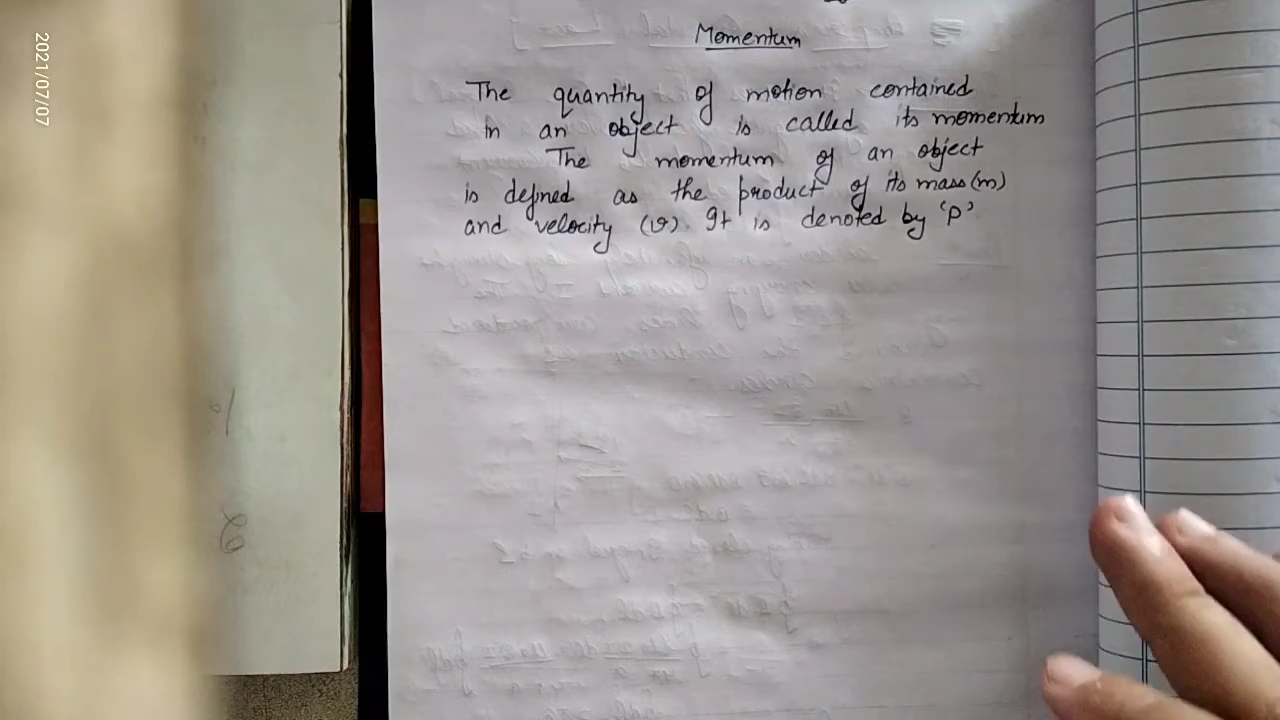 2021/07/07
Momentum
The quantity of motion contained
in an object is called its momentum
The momentum of an object
is defined as the product of its mass (m)
and velocity (v). It is denoted by 'p'